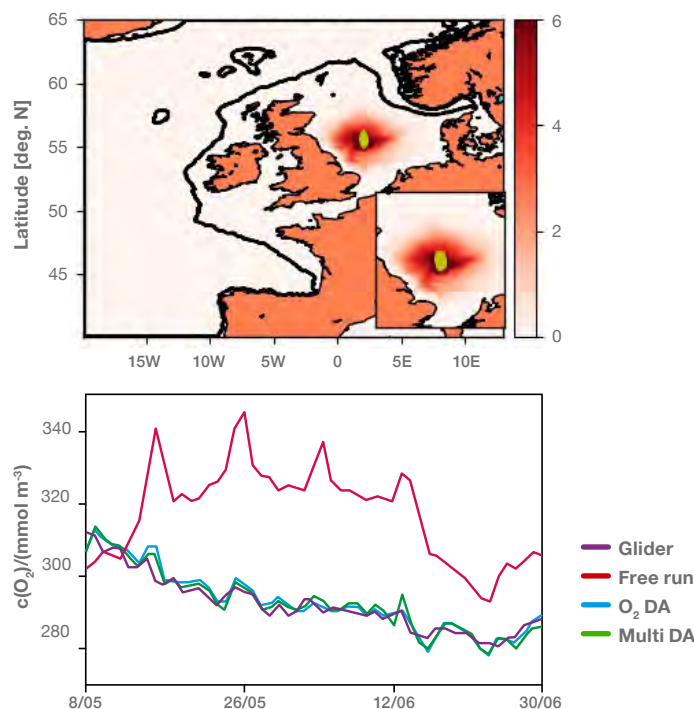 65
60
55
50
45
Latitude [deg. N]
15W 10W 5W 0 5E 10E
6
4
2
0
340
320
300
280
c(O₂)/(mmol m⁻³)
8/05 26/05 12/06 30/06
Glider
Free run
O₂ DA
Multi DA